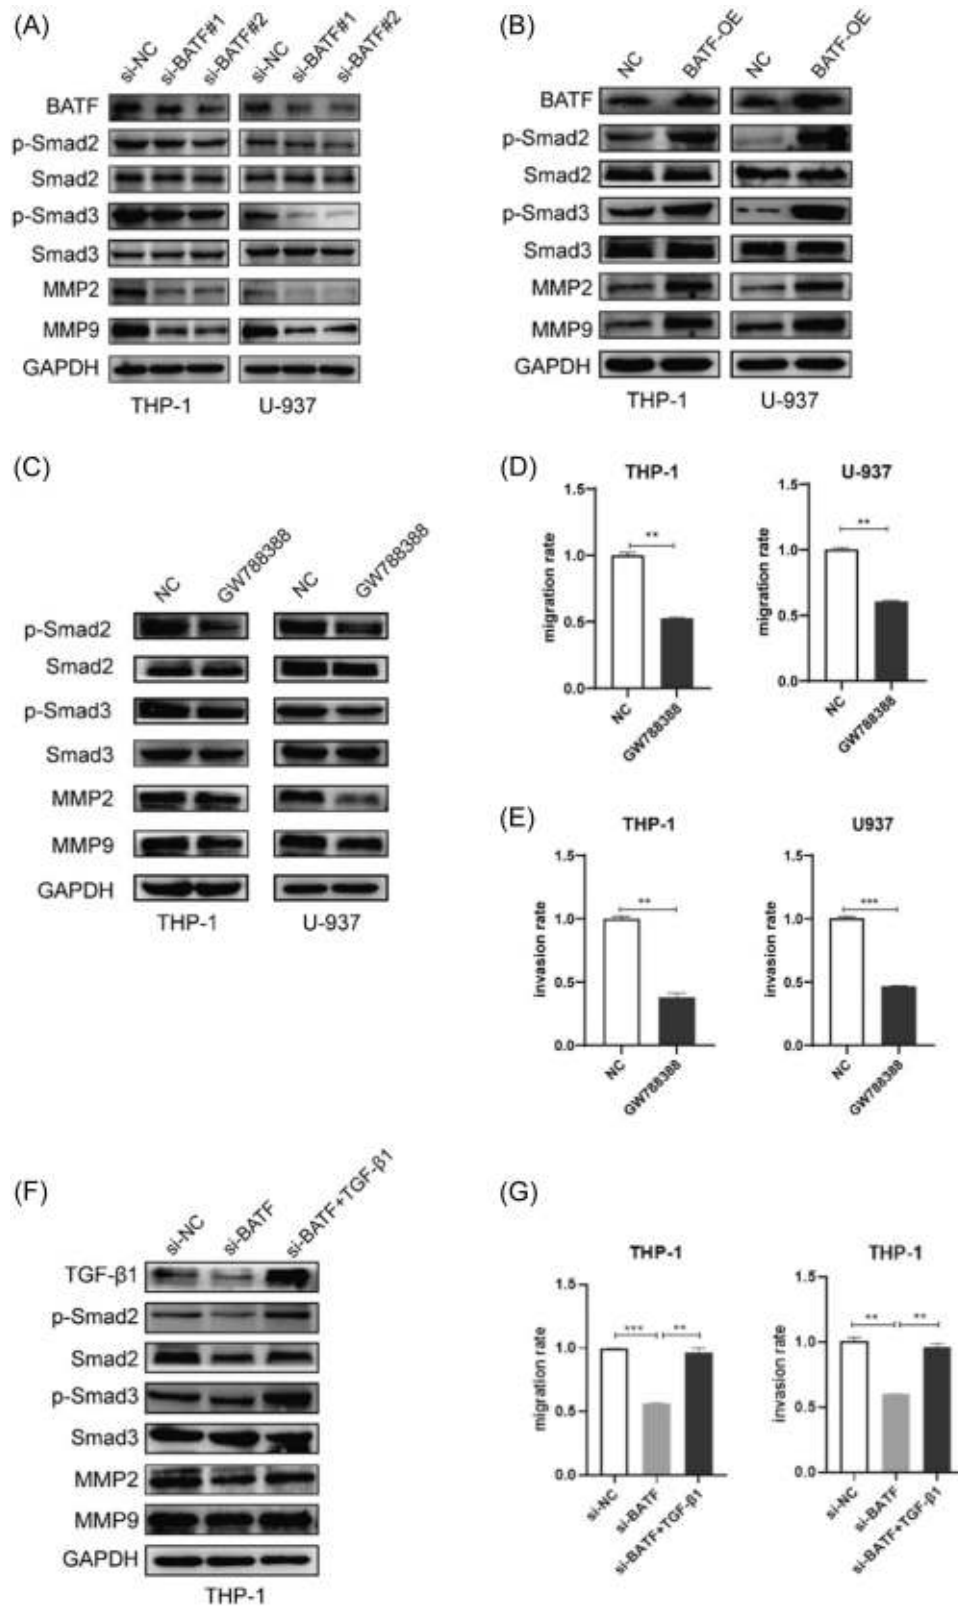 (A)
si-NC si-BATF#1 si-BATF#2 si-NC si-BATF#1 si-BATF#2
BATF
p-Smad2
Smad2
p-Smad3
Smad3
MMP2
MMP9
GAPDH
THP-1 U-937
(B)
NC BATF-OE NC BATF-OE
BATF
p-Smad2
Smad2
p-Smad3
Smad3
MMP2
MMP9
GAPDH
THP-1 U-937
(C)
NC GW788388 NC GW788388
p-Smad2
Smad2
p-Smad3
Smad3
MMP2
MMP9
GAPDH
THP-1 U-937
(D)
THP-1
migration rate
1.5
1.0
0.5
0.0
**
NC GW788388
U-937
migration rate
1.5
1.0
0.5
0.0
**
NC GW788388
(E)
THP-1
invasion rate
1.5
1.0
0.5
0.0
**
NC GW788388
U937
invasion rate
1.5
1.0
0.5
0.0
***
NC GW788388
(F)
si-NC si-BATF si-BATF+TGF-β1
TGF-β1
p-Smad2
Smad2
p-Smad3
Smad3
MMP2
MMP9
GAPDH
THP-1
(G)
THP-1
migration rate
1.5
1.0
0.5
0.0
*** **
si-NC si-BATF si-BATF+TGF-β1
THP-1
invasion rate
1.5
1.0
0.5
0.0
** **
si-NC si-BATF si-BATF+TGF-β1